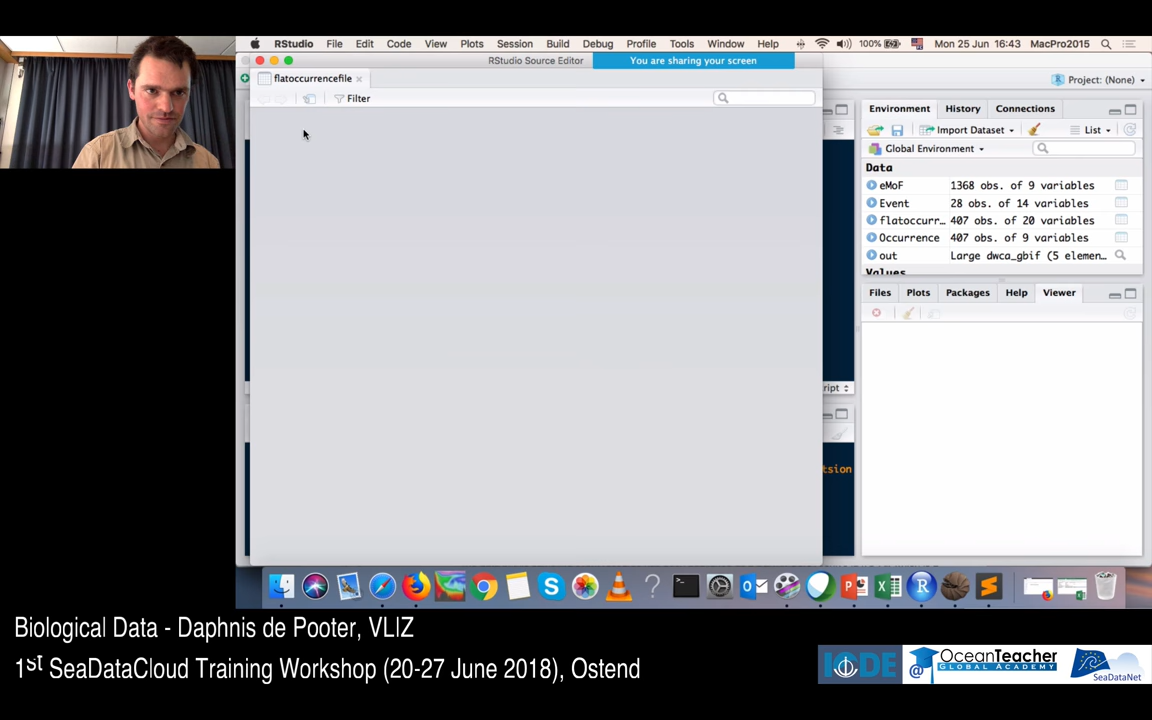 RStudio File Edit Code View Plots Session Build Debug Profile Tools Window Help 100% Mon 25 Jun 16:43 MacPro2015
RStudio Source Editor
You are sharing your screen
flatoccurrencefile
Project: (None)
Filter
Environment History Connections
Import Dataset List
Global Environment
Data
eMoF 1368 obs. of 9 variables
Event 28 obs. of 14 variables
flatoccurr… 407 obs. of 20 variables
Occurrence 407 obs. of 9 variables
out Large dwca_gbif (5 elemen…
Values
Files Plots Packages Help Viewer
ript
tsion
Biological Data - Daphnis de Pooter, VLIZ
1st SeaDataCloud Training Workshop (20-27 June 2018), Ostend
IODE
OceanTeacher
GLOBAL ACADEMY
SeaDataNet